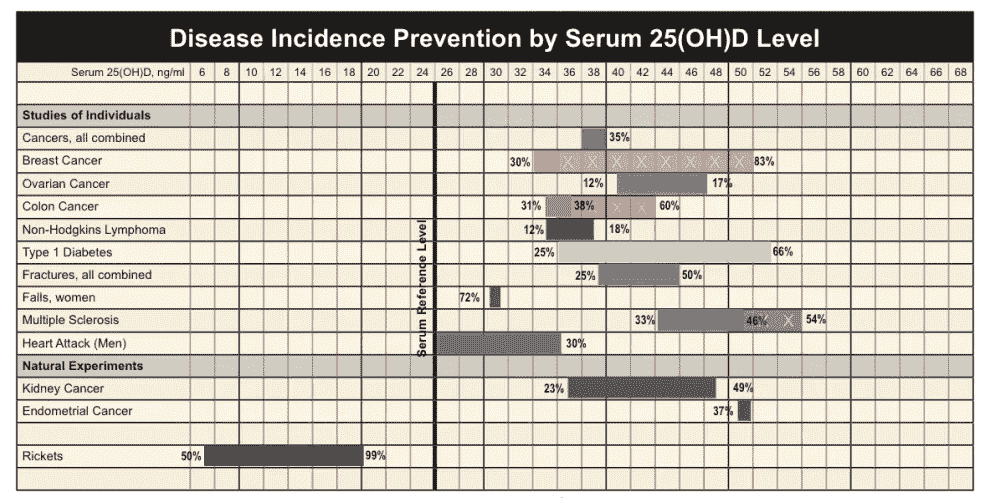 Disease Incidence Prevention by Serum 25(OH)D Level
Serum 25(OH)D, ng/ml 6 8 10 12 14 16 18 20 22 24 26 28 30 32 34 36 38 40 42 44 46 48 50 52 54 56 58 60 62 64 66 68
Studies of Individuals
Cancers, all combined 35%
Breast Cancer 30% X X X X X X X X 83%
Ovarian Cancer 12% 17%
Colon Cancer 31% 38% x x 60%
Non-Hodgkins Lymphoma 12% 18%
Type 1 Diabetes 25% 66%
Fractures, all combined 25% 50%
Falls, women 72%
Multiple Sclerosis 33% 46% X 54%
Heart Attack (Men) 30%
Serum Reference Level
Natural Experiments
Kidney Cancer 23% 49%
Endometrial Cancer 37%
Rickets 50% 99%